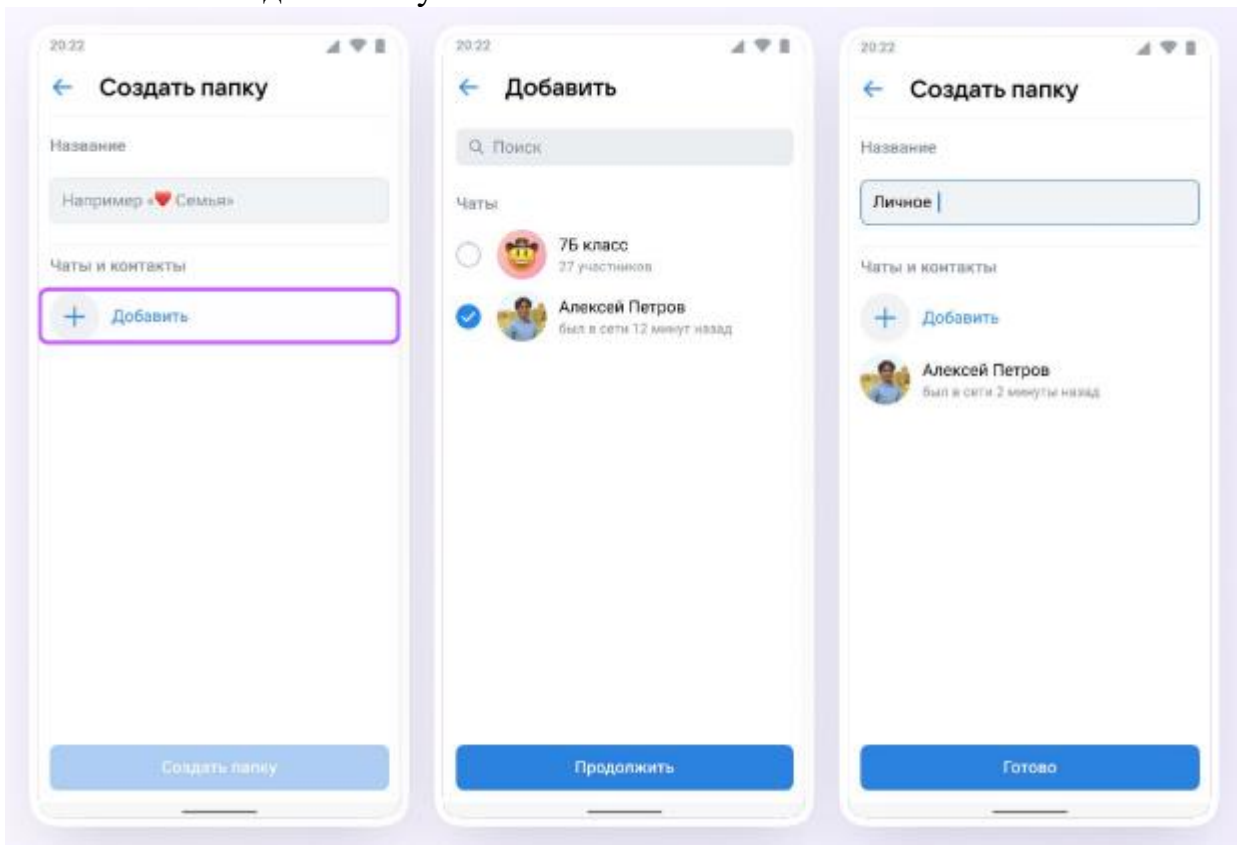 20:22
Создать папку
Название
Например «❤ Семья»
Чаты и контакты
Добавить
Создать папку
20:22
Добавить
Поиск
Чаты
7Б класс
27 участников
Алексей Петров
был в сети 12 минут назад
Продолжить
20:22
Создать папку
Название
Личное
Чаты и контакты
Добавить
Алексей Петров
был в сети 2 минуты назад
Готово